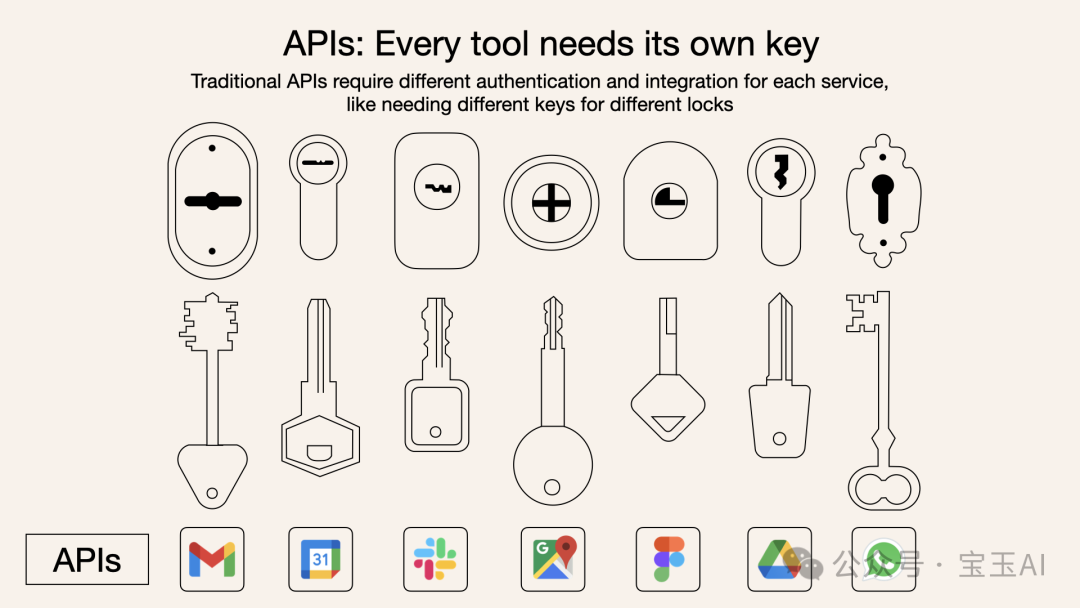 APIs: Every tool needs its own key
Traditional APIs require different authentication and integration for each service,
like needing different keys for different locks
APIs
31
G
公众号 · 宝玉AI